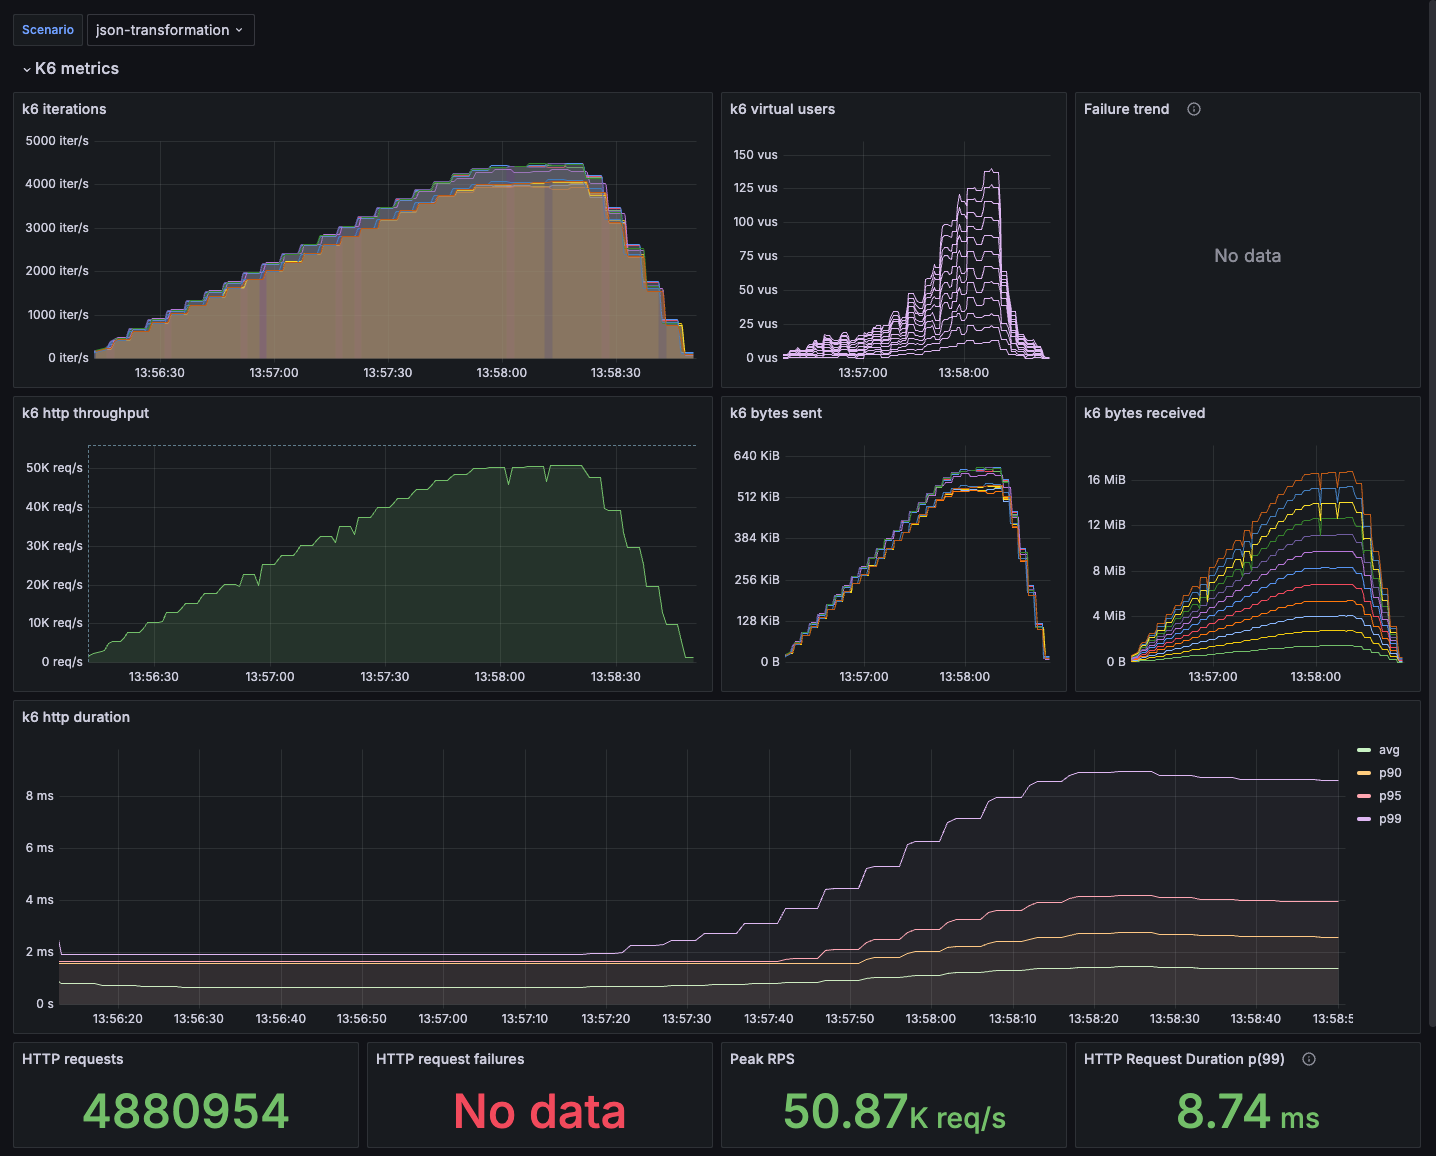 Scenario
json-transformation
K6 metrics
k6 iterations
5000 iter/s
4000 iter/s
3000 iter/s
2000 iter/s
1000 iter/s
0 iter/s
13:56:30 13:57:00 13:57:30 13:58:00 13:58:30
k6 virtual users
150 vus
125 vus
100 vus
75 vus
50 vus
25 vus
0 vus
13:57:00 13:58:00
Failure trend
No data
k6 http throughput
50K req/s
40K req/s
30K req/s
20K req/s
10K req/s
0 req/s
13:56:30 13:57:00 13:57:30 13:58:00 13:58:30
k6 bytes sent
640 KiB
512 KiB
384 KiB
256 KiB
128 KiB
0 B
13:57:00 13:58:00
k6 bytes received
16 MiB
12 MiB
8 MiB
4 MiB
0 B
13:57:00 13:58:00
k6 http duration
8 ms
6 ms
4 ms
2 ms
0 s
13:56:20 13:56:30 13:56:40 13:56:50 13:57:00 13:57:10 13:57:20 13:57:30 13:57:40 13:57:50 13:58:00 13:58:10 13:58:20 13:58:30 13:58:40
avg
p90
p95
p99
HTTP requests
4880954
HTTP request failures
No data
Peak RPS
50.87K req/s
HTTP Request Duration p(99)
8.74 ms